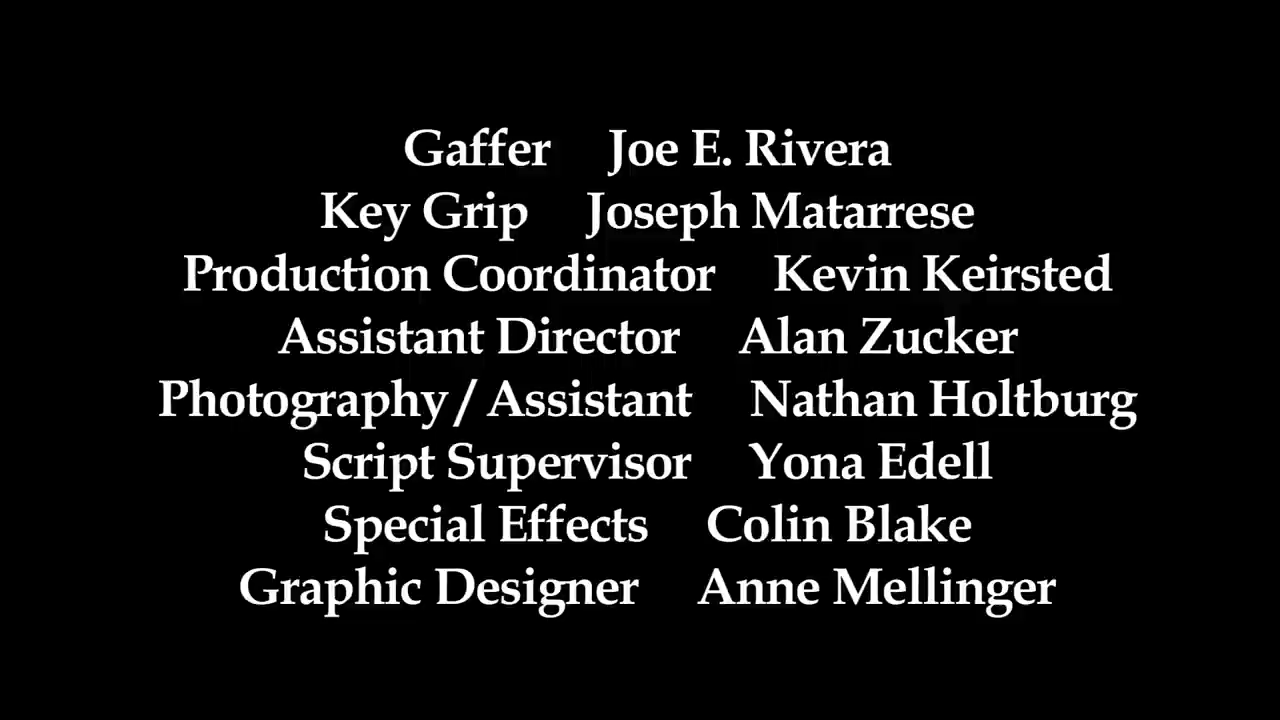 Gaffer Joe E. Rivera
Key Grip Joseph Matarrese
Production Coordinator Kevin Keirsted
Assistant Director Alan Zucker
Photography / Assistant Nathan Holtburg
Script Supervisor Yona Edell
Special Effects Colin Blake
Graphic Designer Anne Mellinger